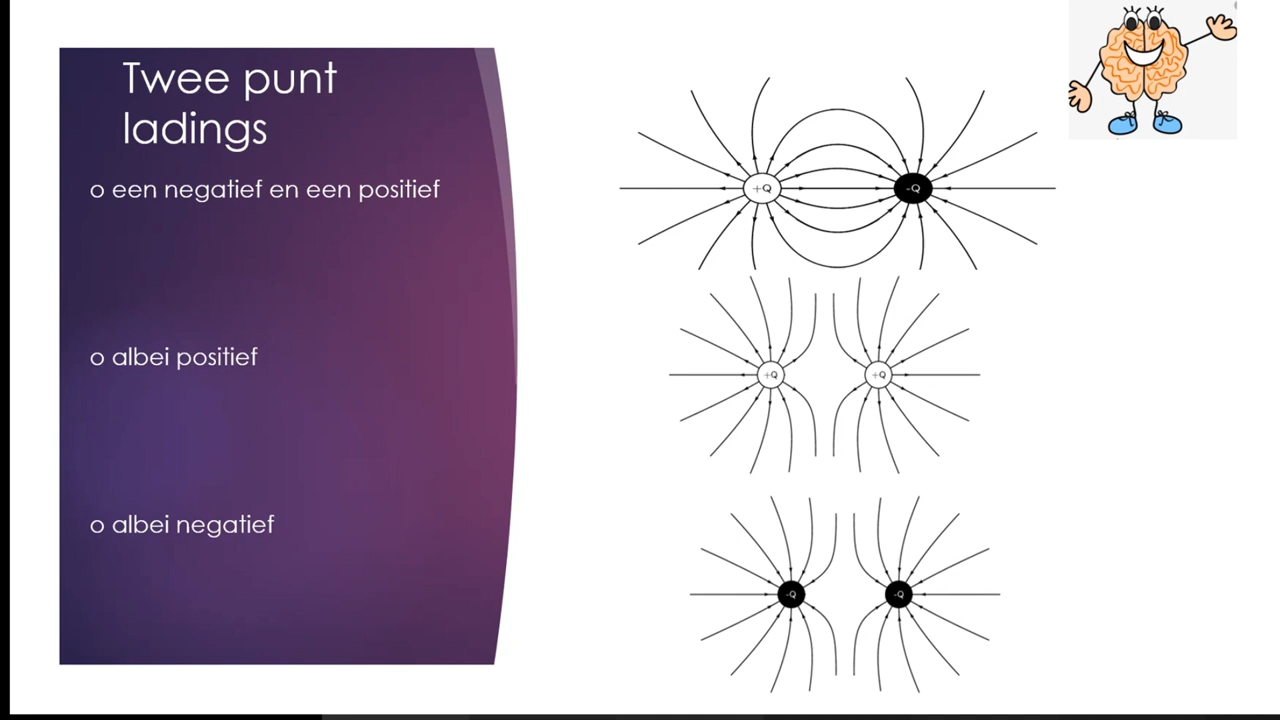 Twee punt
ladings
o een negatief en een positief
+Q
-Q
o albei positief
+Q
+Q
o albei negatief
-Q
-Q